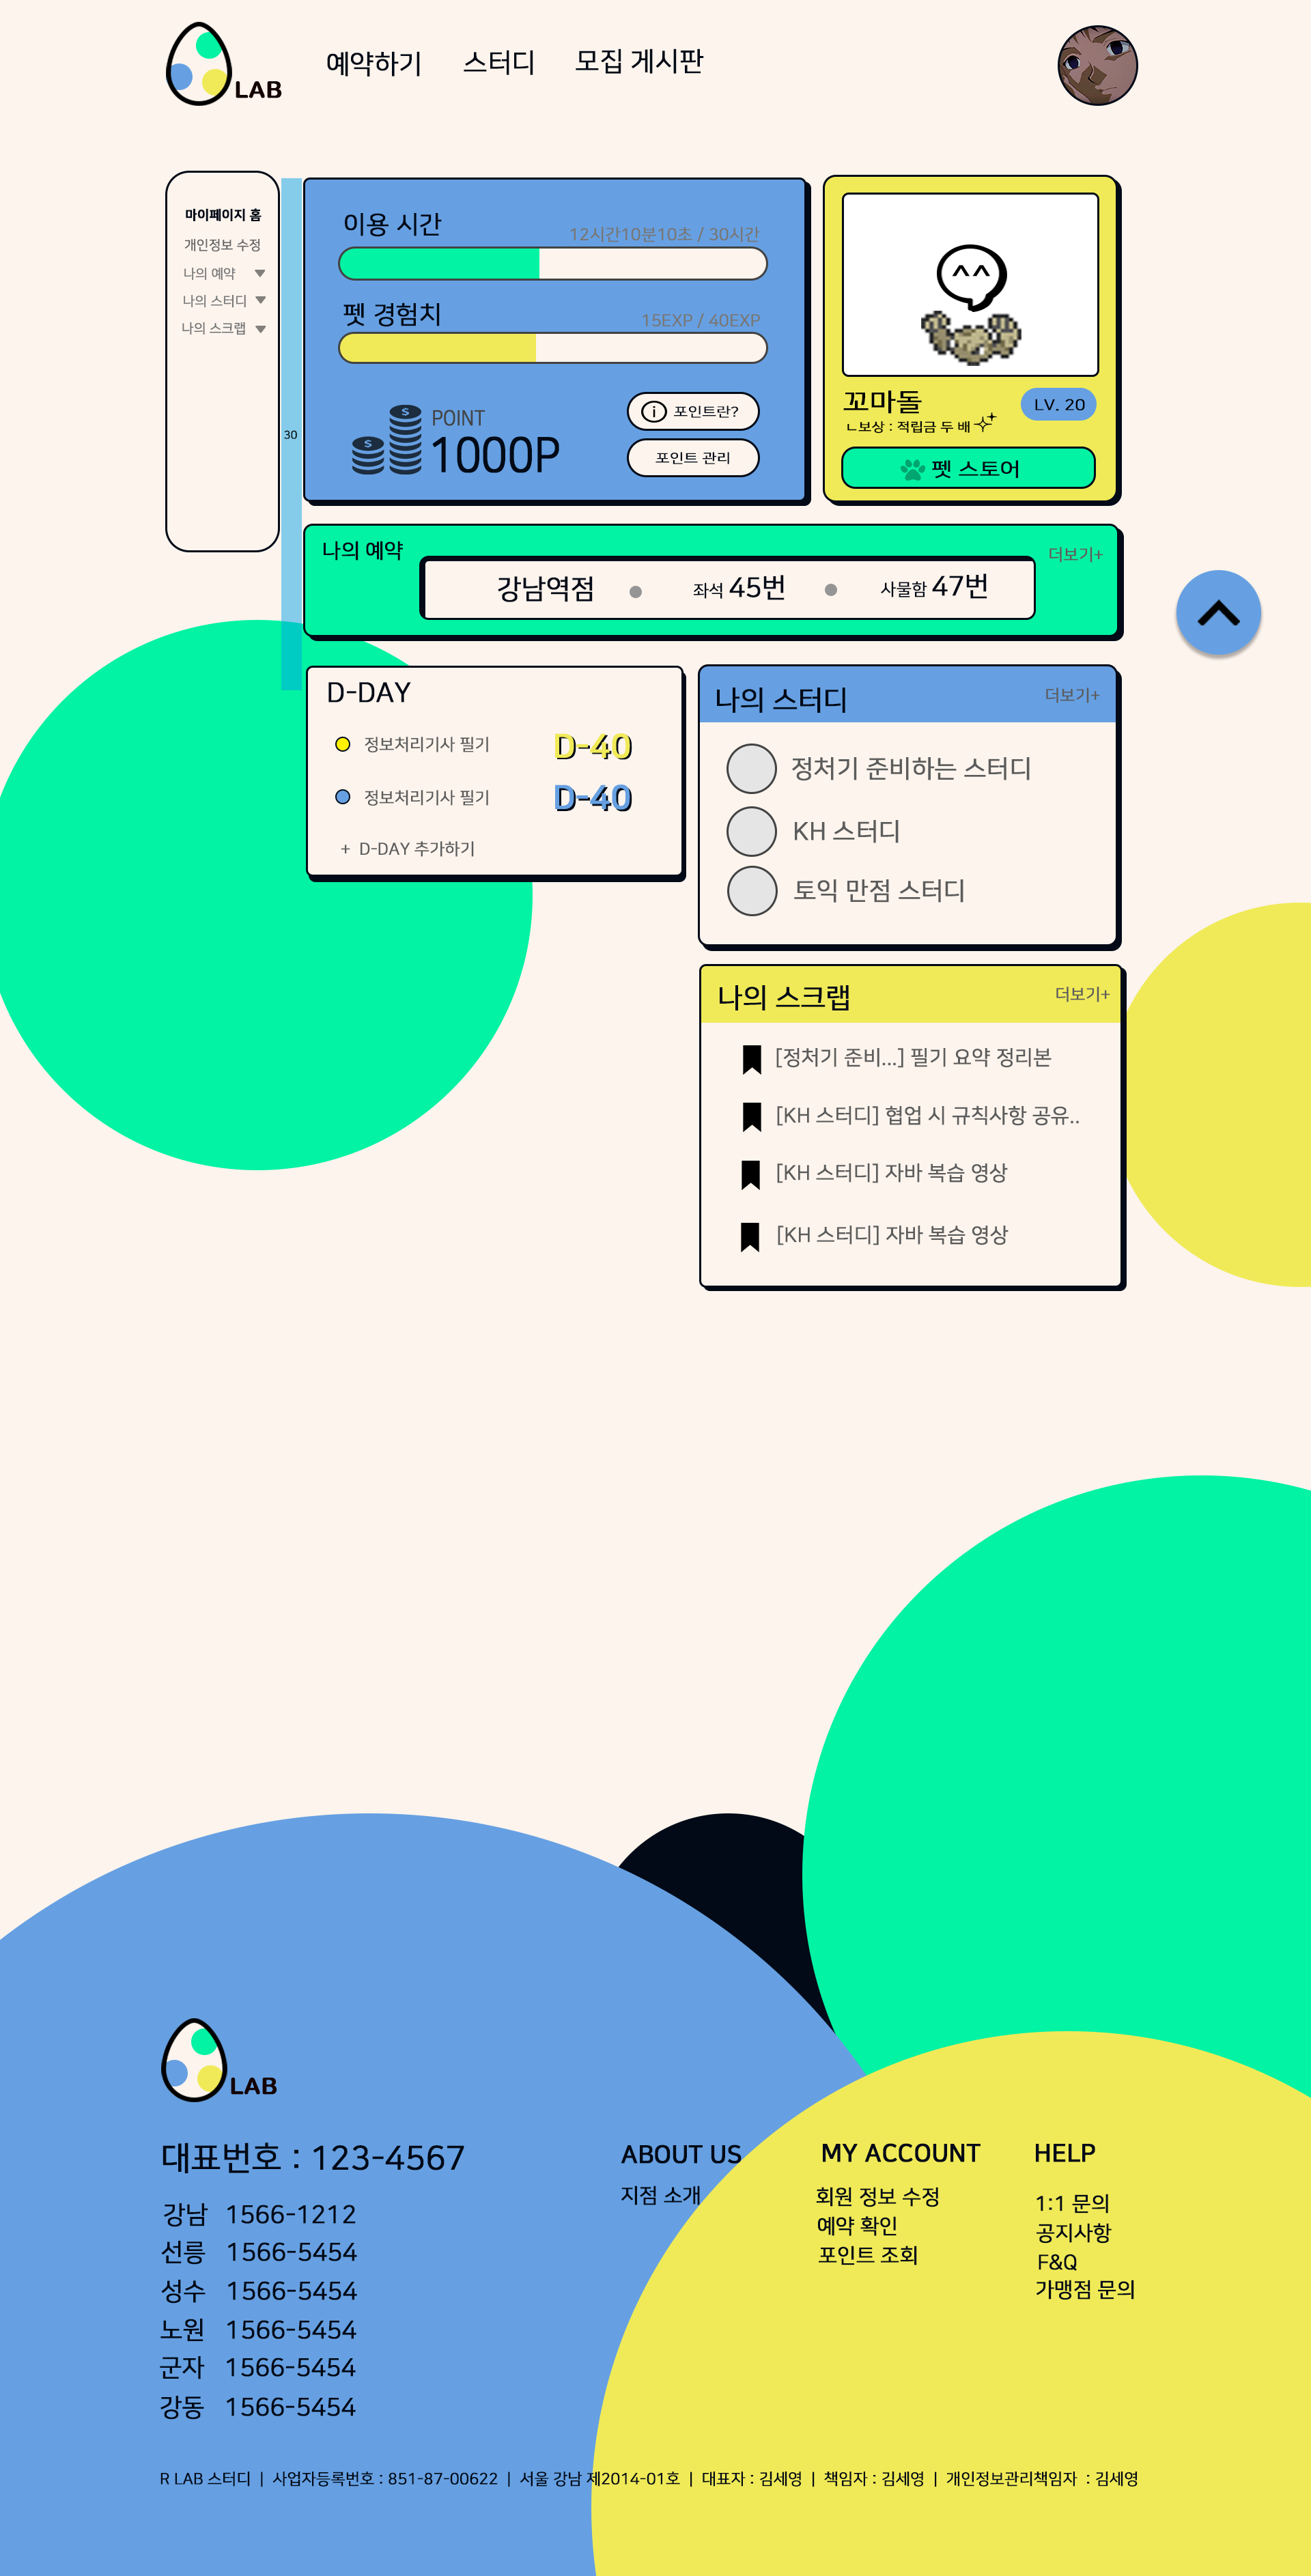 LAB
예약하기 스터디 모집 게시판
마이페이지 홈
개인정보 수정
나의 예약
나의 스터디
나의 스크랩
30
이용 시간
12시간10분10초 / 30시간
펫 경험치
15EXP / 40EXP
POINT
1000P
포인트란?
포인트 관리
^^
꼬마돌
LV. 20
ㄴ보상 : 적립금 두 배
펫 스토어
나의 예약
강남역점 ● 좌석 45번 ● 사물함 47번
더보기+
D-DAY
정보처리기사 필기 D-40
정보처리기사 필기 D-40
+ D-DAY 추가하기
나의 스터디
더보기+
정처기 준비하는 스터디
KH 스터디
토익 만점 스터디
나의 스크랩
더보기+
[정처기 준비...] 필기 요약 정리본
[KH 스터디] 협업 시 규칙사항 공유..
[KH 스터디] 자바 복습 영상
[KH 스터디] 자바 복습 영상
LAB
대표번호 : 123-4567
강남 1566-1212
선릉 1566-5454
성수 1566-5454
노원 1566-5454
군자 1566-5454
강동 1566-5454
ABOUT US
지점 소개
MY ACCOUNT
회원 정보 수정
예약 확인
포인트 조회
HELP
1:1 문의
공지사항
F&Q
가맹점 문의
R LAB 스터디 | 사업자등록번호 : 851-87-00622 | 서울 강남 제2014-01호 | 대표자 : 김세영 | 책임자 : 김세영 | 개인정보관리책임자 : 김세영